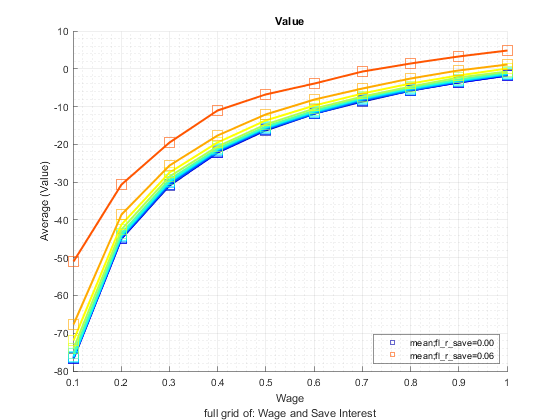 Value
10
0
-10
-20
-30
-40
-50
-60
-70
-80
Average (Value)
0.1 0.2 0.3 0.4 0.5 0.6 0.7 0.8 0.9 1
mean;fl_r_save=0.00
mean;fl_r_save=0.06
Wage
full grid of: Wage and Save Interest